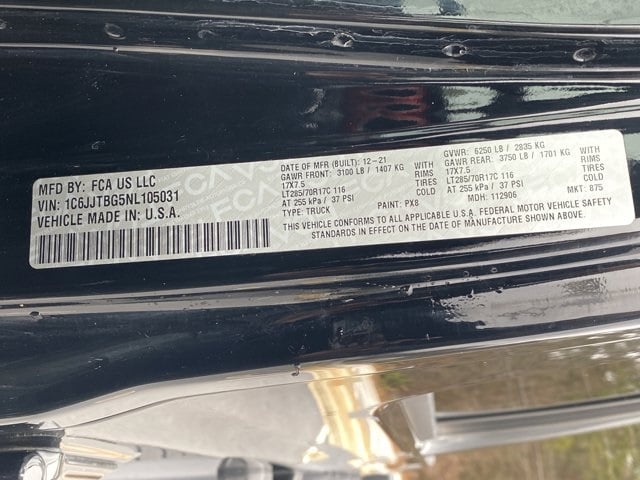 MFD BY: FCA US LLC
VIN: 1C6JJTBG5NL105031
VEHICLE MADE IN U.S.A.
DATE OF MFR (BUILT): 12-21
GAWR FRONT: 3100 LB / 1407 KG WITH
17X7.5 RIMS
LT285/70R17C 116 TIRES
AT 255 kPa / 37 PSI COLD
TYPE: TRUCK PAINT: PX8
GVWR: 6250 LB / 2835 KG
GAWR REAR: 3750 LB / 1701 KG WITH
17X7.5 RIMS
LT285/70R17C 116 TIRES
AT 255 kPa / 37 PSI COLD
MDH: 112906 MKT: 875
THIS VEHICLE CONFORMS TO ALL APPLICABLE U.S.A. FEDERAL MOTOR VEHICLE SAFETY
STANDARDS IN EFFECT ON THE DATE OF MANUFACTURE SHOWN ABOVE.